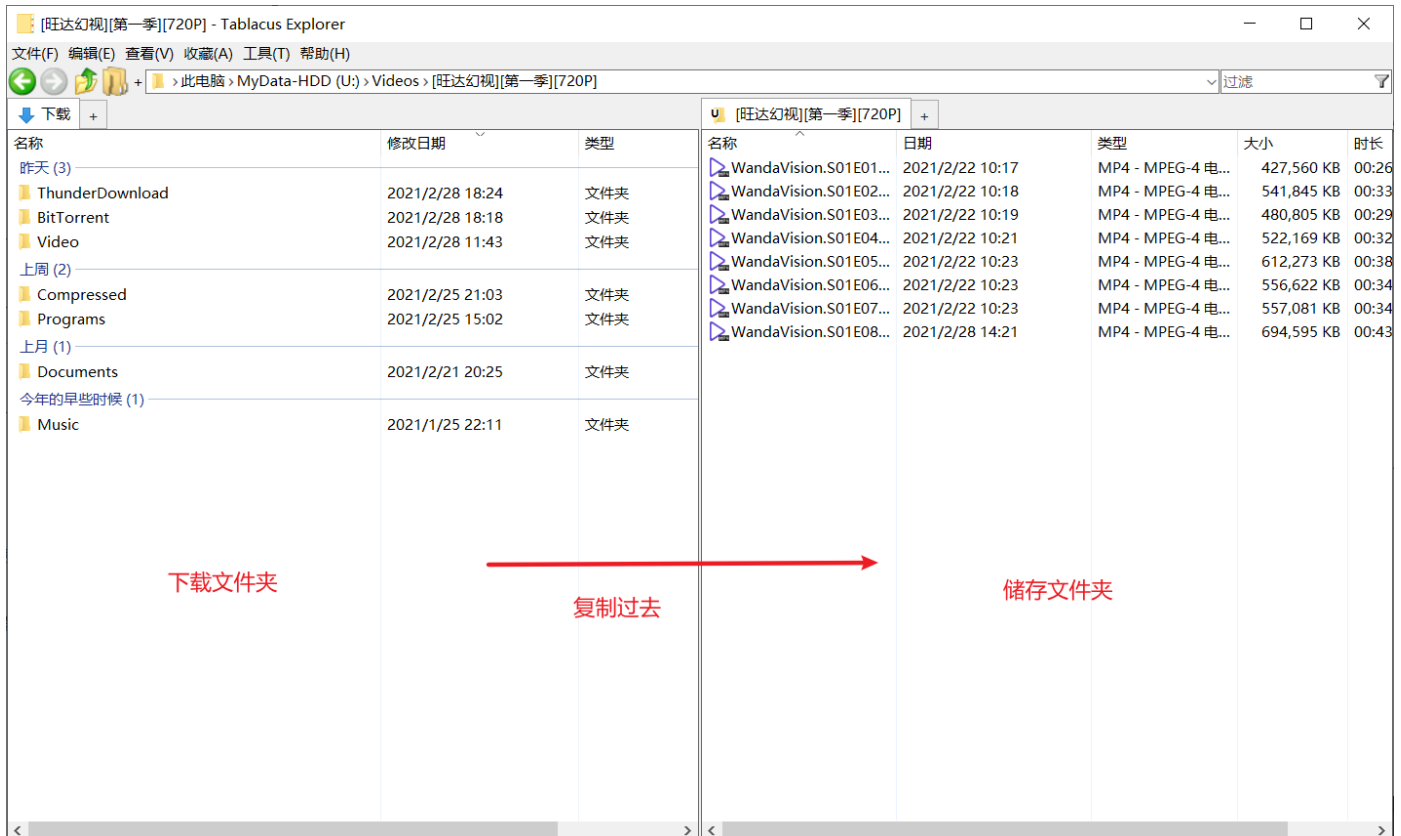 [旺达幻视][第一季][720P] - Tablacus Explorer
文件(F) 编辑(E) 查看(V) 收藏(A) 工具(T) 帮助(H)
+ 此电脑 › MyData-HDD (U:) › Videos › [旺达幻视][第一季][720P] 过滤
下载 +
名称 修改日期 类型
昨天 (3)
ThunderDownload 2021/2/28 18:24 文件夹
BitTorrent 2021/2/28 18:18 文件夹
Video 2021/2/28 11:43 文件夹
上周 (2)
Compressed 2021/2/25 21:03 文件夹
Programs 2021/2/25 15:02 文件夹
上月 (1)
Documents 2021/2/21 20:25 文件夹
今年的早些时候 (1)
Music 2021/1/25 22:11 文件夹
下载文件夹
复制过去
U [旺达幻视][第一季][720P] +
名称 日期 类型 大小 时长
WandaVision.S01E01... 2021/2/22 10:17 MP4 - MPEG-4 电... 427,560 KB 00:26
WandaVision.S01E02... 2021/2/22 10:18 MP4 - MPEG-4 电... 541,845 KB 00:33
WandaVision.S01E03... 2021/2/22 10:19 MP4 - MPEG-4 电... 480,805 KB 00:29
WandaVision.S01E04... 2021/2/22 10:21 MP4 - MPEG-4 电... 522,169 KB 00:32
WandaVision.S01E05... 2021/2/22 10:23 MP4 - MPEG-4 电... 612,273 KB 00:38
WandaVision.S01E06... 2021/2/22 10:23 MP4 - MPEG-4 电... 556,622 KB 00:34
WandaVision.S01E07... 2021/2/22 10:23 MP4 - MPEG-4 电... 557,081 KB 00:34
WandaVision.S01E08... 2021/2/28 14:21 MP4 - MPEG-4 电... 694,595 KB 00:43
储存文件夹